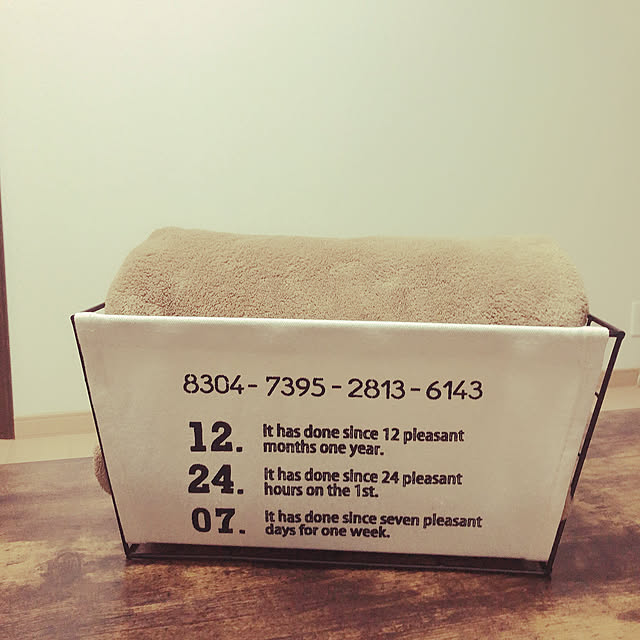 8304-7395-2813-6143
12. It has done since 12 pleasant
months one year.
24. It has done since 24 pleasant
hours on the 1st.
07. It has done since seven pleasant
days for one week.